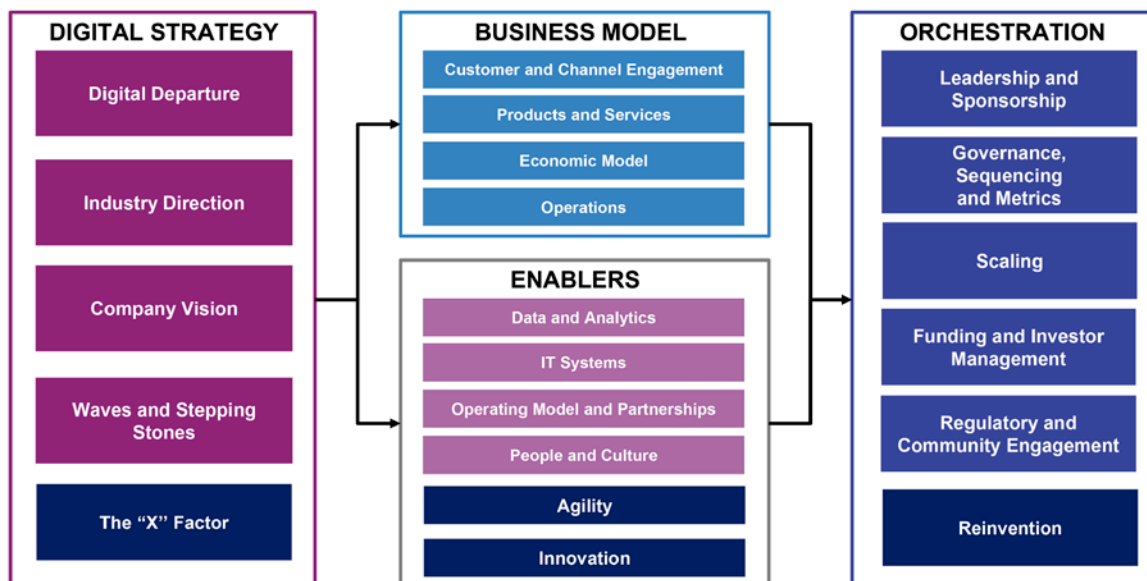 DIGITAL STRATEGY
Digital Departure
Industry Direction
Company Vision
Waves and Stepping
Stones
The “X” Factor
BUSINESS MODEL
Customer and Channel Engagement
Products and Services
Economic Model
Operations
ENABLERS
Data and Analytics
IT Systems
Operating Model and Partnerships
People and Culture
Agility
Innovation
ORCHESTRATION
Leadership and
Sponsorship
Governance,
Sequencing
and Metrics
Scaling
Funding and Investor
Management
Regulatory and
Community Engagement
Reinvention